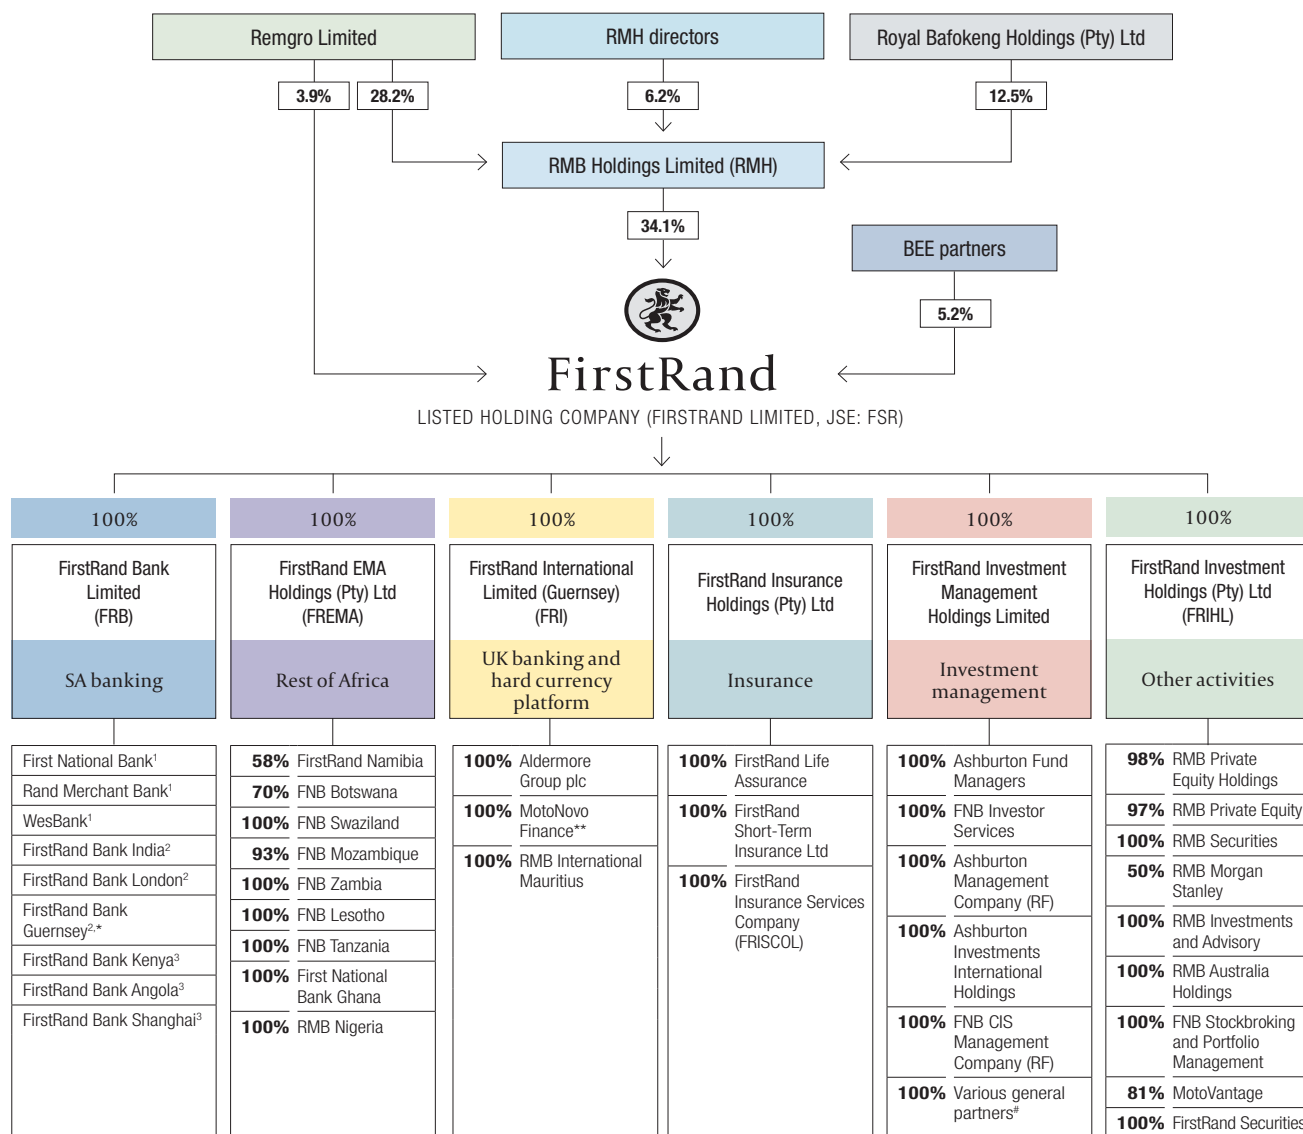 Remgro Limited
RMH directors
Royal Bafokeng Holdings (Pty) Ltd
3.9%
28.2%
6.2%
12.5%
RMB Holdings Limited (RMH)
34.1%
BEE partners
5.2%
FirstRand
LISTED HOLDING COMPANY (FIRSTRAND LIMITED, JSE: FSR)
100%
FirstRand Bank
Limited
(FRB)
SA banking
First National Bank¹
Rand Merchant Bank¹
WesBank¹
FirstRand Bank India²
FirstRand Bank London²
FirstRand Bank
Guernsey²,*
FirstRand Bank Kenya³
FirstRand Bank Angola³
FirstRand Bank Shanghai³
100%
FirstRand EMA
Holdings (Pty) Ltd
(FREMA)
Rest of Africa
58% FirstRand Namibia
70% FNB Botswana
100% FNB Swaziland
93% FNB Mozambique
100% FNB Zambia
100% FNB Lesotho
100% FNB Tanzania
100% First National
Bank Ghana
100% RMB Nigeria
100%
FirstRand International
Limited (Guernsey)
(FRI)
UK banking and
hard currency
platform
100% Aldermore
Group plc
100% MotoNovo
Finance**
100% RMB International
Mauritius
100%
FirstRand Insurance
Holdings (Pty) Ltd
Insurance
100% FirstRand Life
Assurance
100% FirstRand
Short-Term
Insurance Ltd
100% FirstRand
Insurance Services
Company
(FRISCOL)
100%
FirstRand Investment
Management
Holdings Limited
Investment
management
100% Ashburton Fund
Managers
100% FNB Investor
Services
100% Ashburton
Management
Company (RF)
100% Ashburton
Investments
International
Holdings
100% FNB CIS
Management
Company (RF)
100% Various general
partners#
100%
FirstRand Investment
Holdings (Pty) Ltd
(FRIHL)
Other activities
98% RMB Private
Equity Holdings
97% RMB Private Equity
100% RMB Securities
50% RMB Morgan
Stanley
100% RMB Investments
and Advisory
100% RMB Australia
Holdings
100% FNB Stockbroking
and Portfolio
Management
81% MotoVantage
100% FirstRand Securities